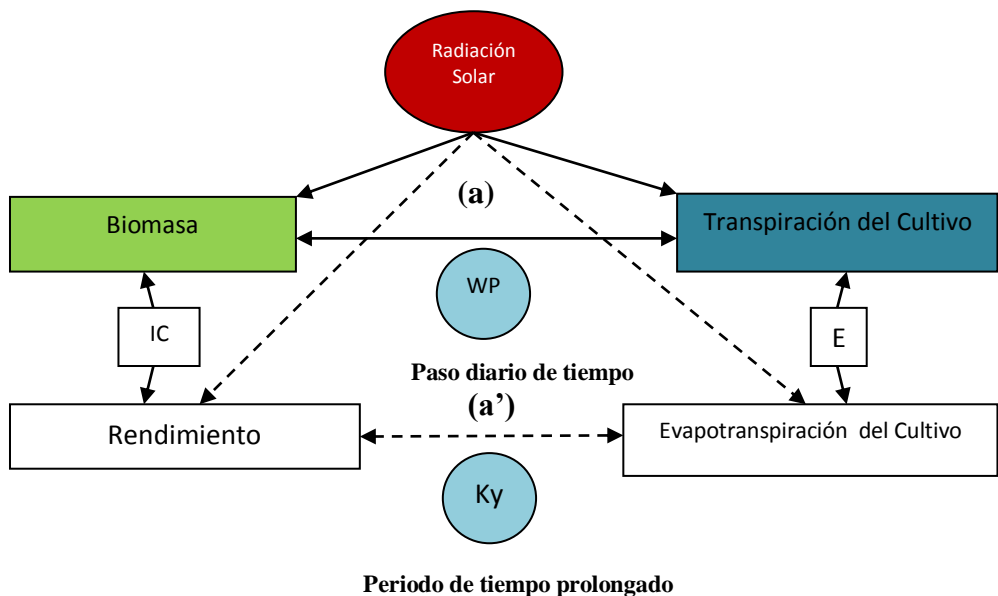 Radiación
Solar
(a)
Biomasa
Transpiración del Cultivo
WP
IC
E
Paso diario de tiempo
(a’)
Rendimiento
Evapotranspiración del Cultivo
Ky
Periodo de tiempo prolongado